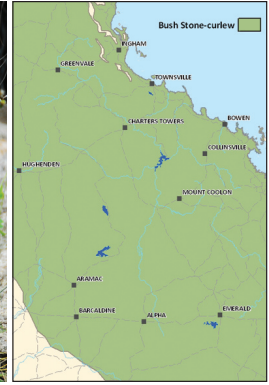 Bush Stone-curlew
INGHAM
GREENVALE
TOWNSVILLE
BOWEN
CHARTERS TOWERS
COLLINSVILLE
HUGHENDEN
MOUNT COOLON
ARAMAC
BARCALDINE
ALPHA
EMERALD